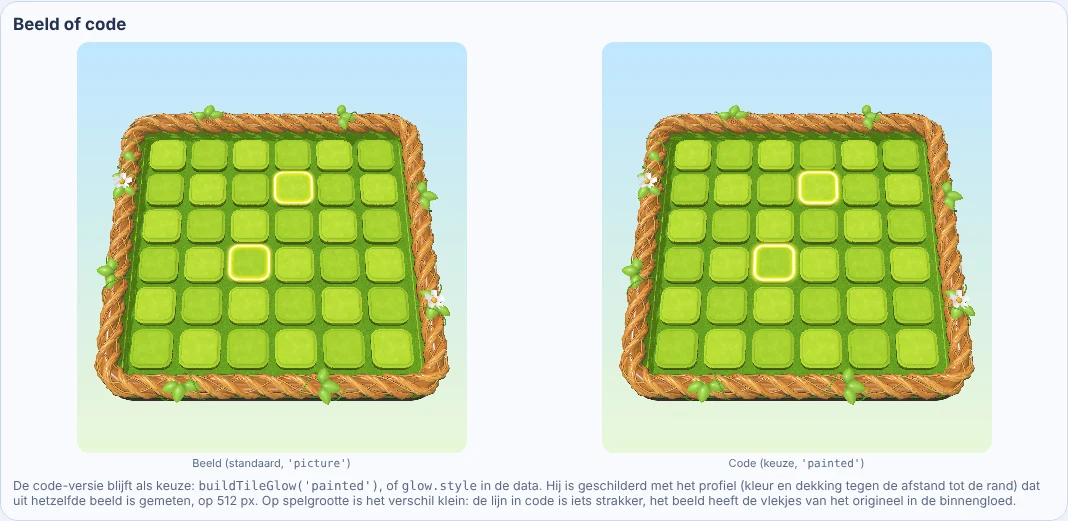 Beeld of code
Beeld (standaard, 'picture')
Code (keuze, 'painted')
De code-versie blijft als keuze: buildTileGlow('painted'), of glow.style in de data. Hij is geschilderd met het profiel (kleur en dekking tegen de afstand tot de rand) dat
uit hetzelfde beeld is gemeten, op 512 px. Op spelgrootte is het verschil klein: de lijn in code is iets strakker, het beeld heeft de vlekjes van het origineel in de binnengloed.